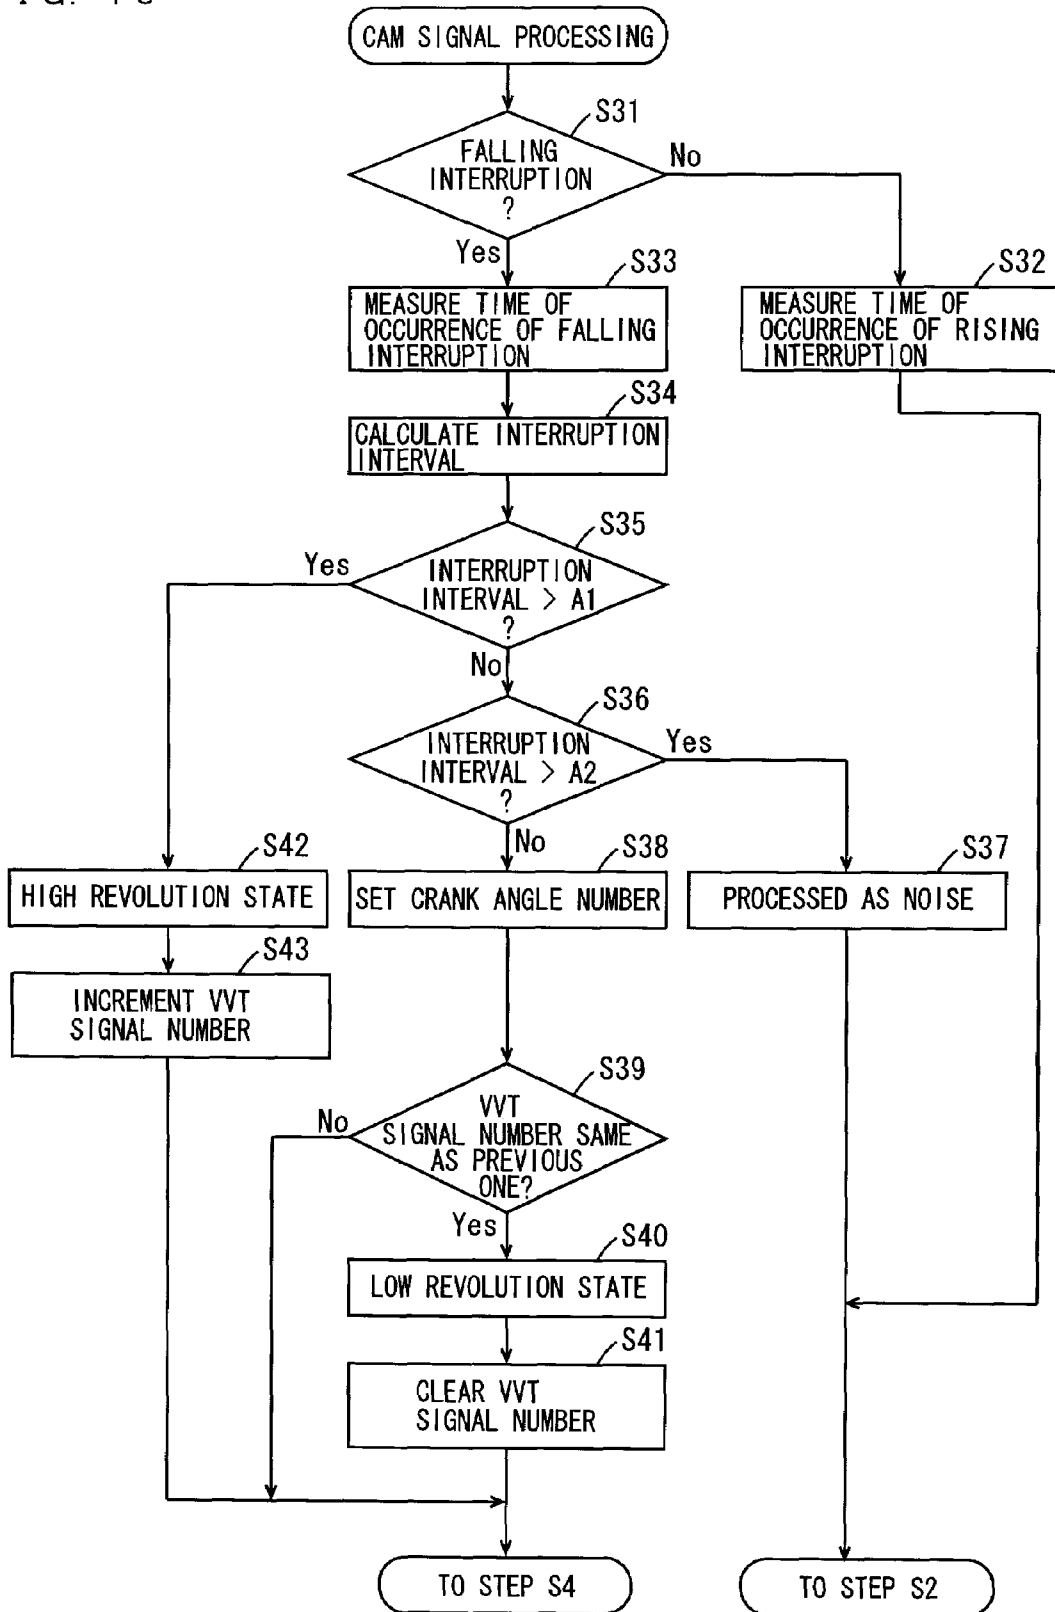 CAM SIGNAL PROCESSING
S31
FALLING
INTERRUPTION
?
No
Yes
S33
MEASURE TIME OF
OCCURRENCE OF FALLING
INTERRUPTION
S32
MEASURE TIME OF
OCCURRENCE OF RISING
INTERRUPTION
S34
CALCULATE INTERRUPTION
INTERVAL
S35
Yes
INTERRUPTION
INTERVAL > A1
?
No
S36
INTERRUPTION
INTERVAL > A2
?
Yes
No
S42
HIGH REVOLUTION STATE
S38
SET CRANK ANGLE NUMBER
S37
PROCESSED AS NOISE
S43
INCREMENT VVT
SIGNAL NUMBER
S39
No
VVT
SIGNAL NUMBER SAME
AS PREVIOUS
ONE?
Yes
S40
LOW REVOLUTION STATE
S41
CLEAR VVT
SIGNAL NUMBER
TO STEP S4
TO STEP S2